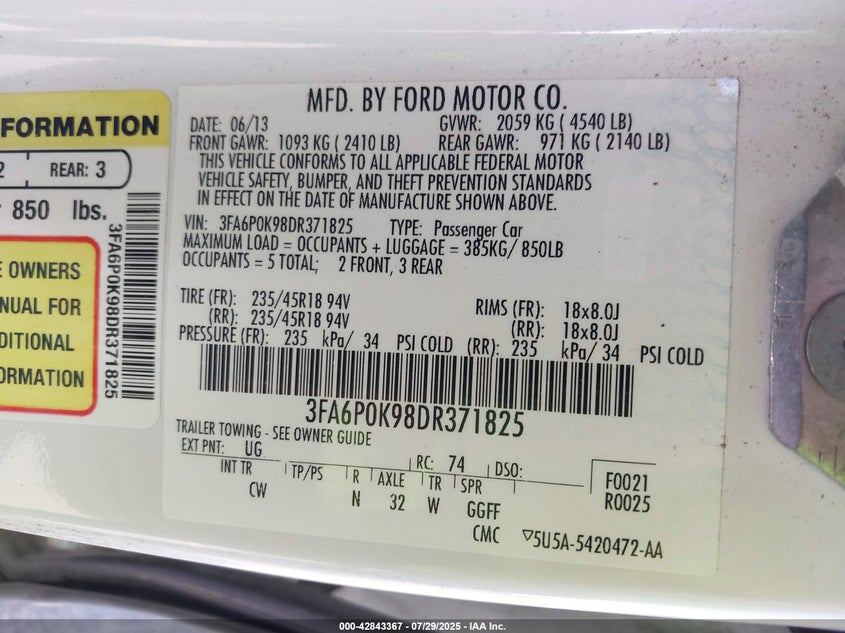 FORMATION
2 REAR: 3
850 lbs.
E OWNERS
NUAL FOR
DITIONAL
FORMATION
3FA6P0K98DR371825
MFD. BY FORD MOTOR CO.
DATE: 06/13 GVWR: 2059 KG ( 4540 LB)
FRONT GAWR: 1093 KG ( 2410 LB) REAR GAWR: 971 KG ( 2140 LB)
THIS VEHICLE CONFORMS TO ALL APPLICABLE FEDERAL MOTOR
VEHICLE SAFETY, BUMPER, AND THEFT PREVENTION STANDARDS
IN EFFECT ON THE DATE OF MANUFACTURE SHOWN ABOVE.
VIN: 3FA6P0K98DR371825 TYPE: Passenger Car
MAXIMUM LOAD = OCCUPANTS + LUGGAGE = 385KG/ 850LB
OCCUPANTS = 5 TOTAL; 2 FRONT, 3 REAR
TIRE (FR): 235/45R18 94V RIMS (FR): 18x8.0J
(RR): 235/45R18 94V (RR): 18x8.0J
PRESSURE (FR): 235 kPa/ 34 PSI COLD (RR): 235 kPa/ 34 PSI COLD
3FA6P0K98DR371825
TRAILER TOWING - SEE OWNER GUIDE
EXT PNT: UG RC: 74 DSO:
INT TR TP/PS R AXLE TR SPR F0021
CW N 32 W GGFF R0025
CMC ▽5U5A-5420472-AA
000-42843367 - 07/29/2025 - IAA Inc.